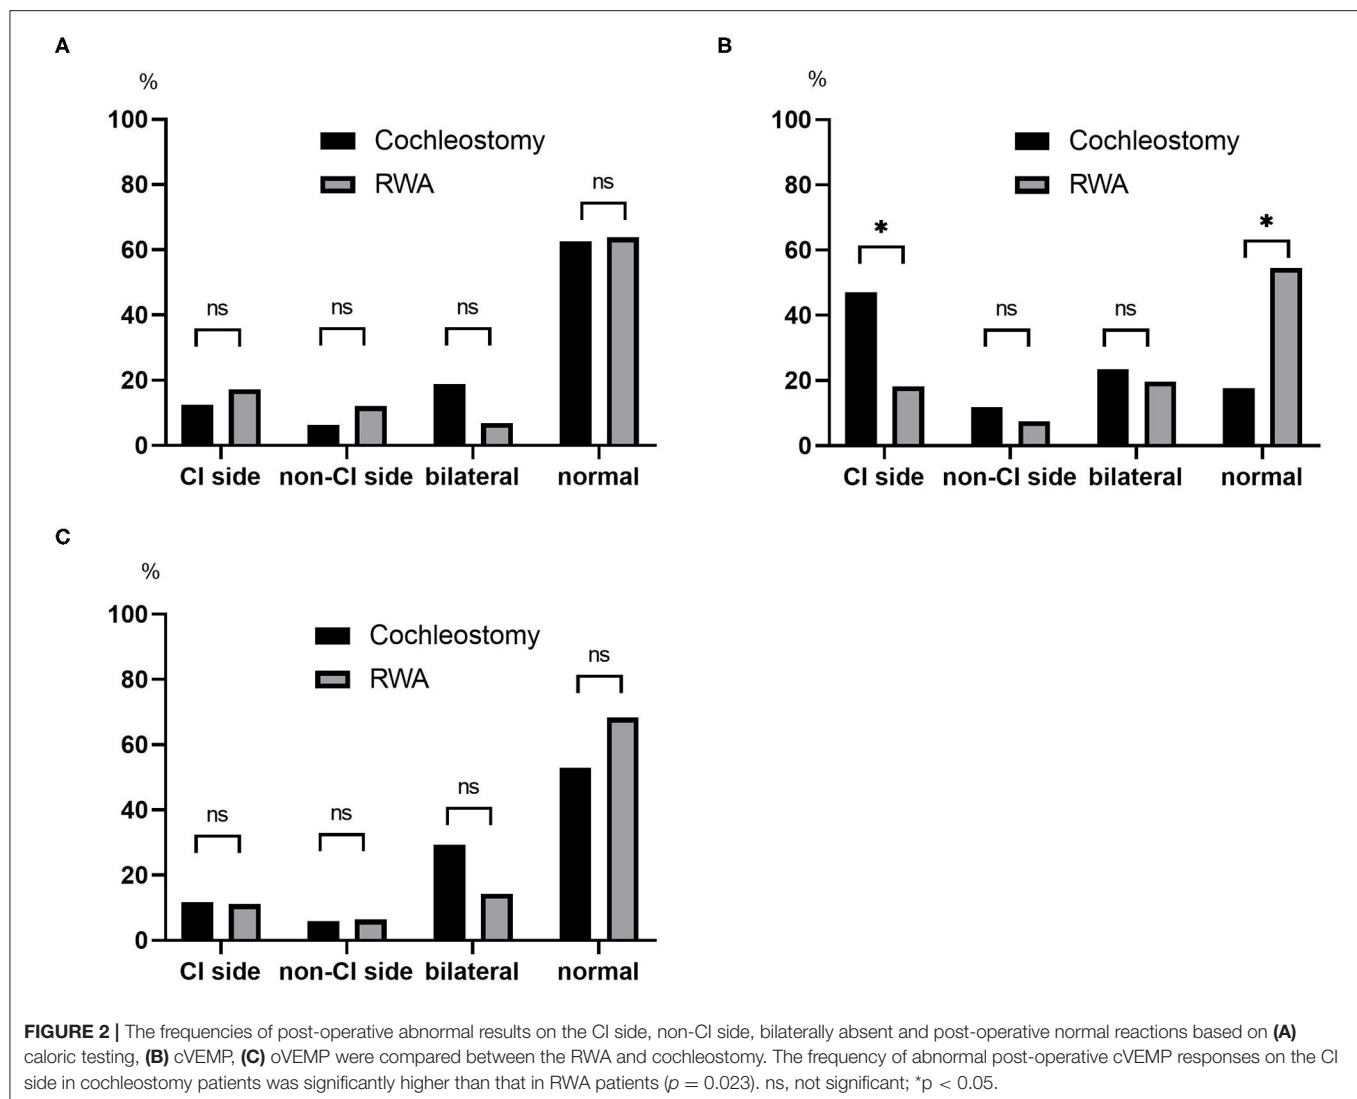 A
%
100
80
60
40
20
0
Cochleostomy
RWA
ns
ns
ns
ns
CI side non-CI side bilateral normal
B
%
100
80
60
40
20
0
Cochleostomy
RWA
*
ns
ns
*
CI side non-CI side bilateral normal
C
%
100
80
60
40
20
0
Cochleostomy
RWA
ns
ns
ns
ns
CI side non-CI side bilateral normal
FIGURE 2 | The frequencies of post-operative abnormal results on the CI side, non-CI side, bilaterally absent and post-operative normal reactions based on (A)
caloric testing, (B) cVEMP, (C) oVEMP were compared between the RWA and cochleostomy. The frequency of abnormal post-operative cVEMP responses on the CI
side in cochleostomy patients was significantly higher than that in RWA patients (p = 0.023). ns, not significant; *p < 0.05.